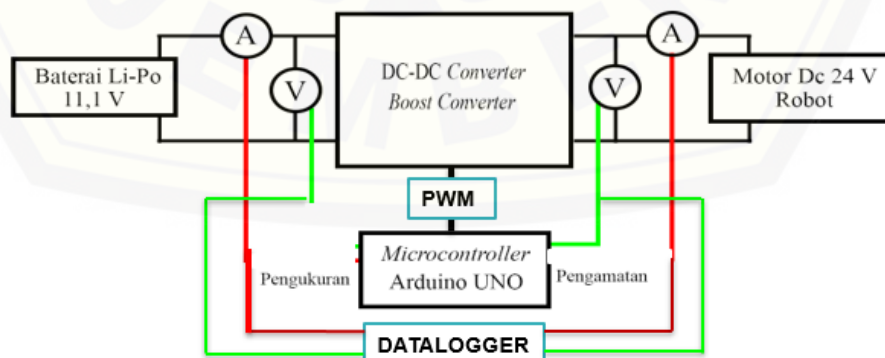 A
A
Baterai Li-Po
11,1 V
V
DC-DC Converter
Boost Converter
V
Motor Dc 24 V
Robot
PWM
Microcontroller
Arduino UNO
Pengukuran
Pengamatan
DATALOGGER